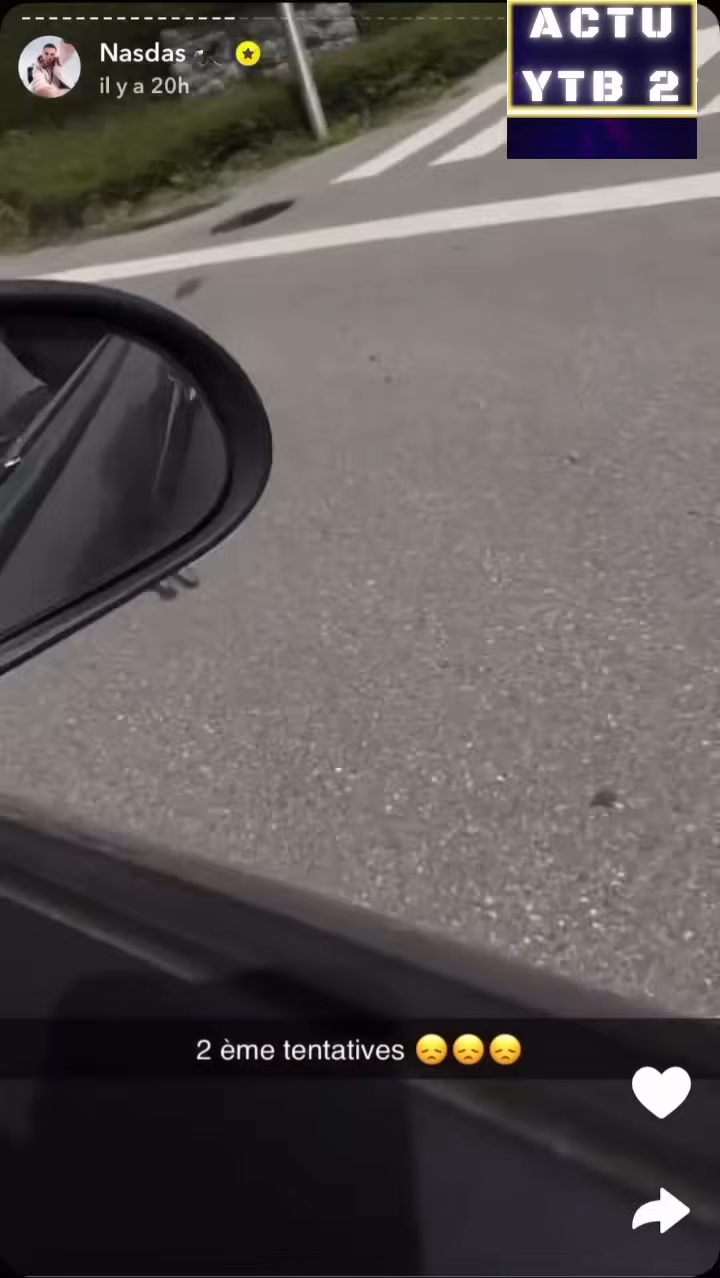 Nasdas
il y a 20h
ACTU
YTB 2
2 ème tentatives 😞😞😞